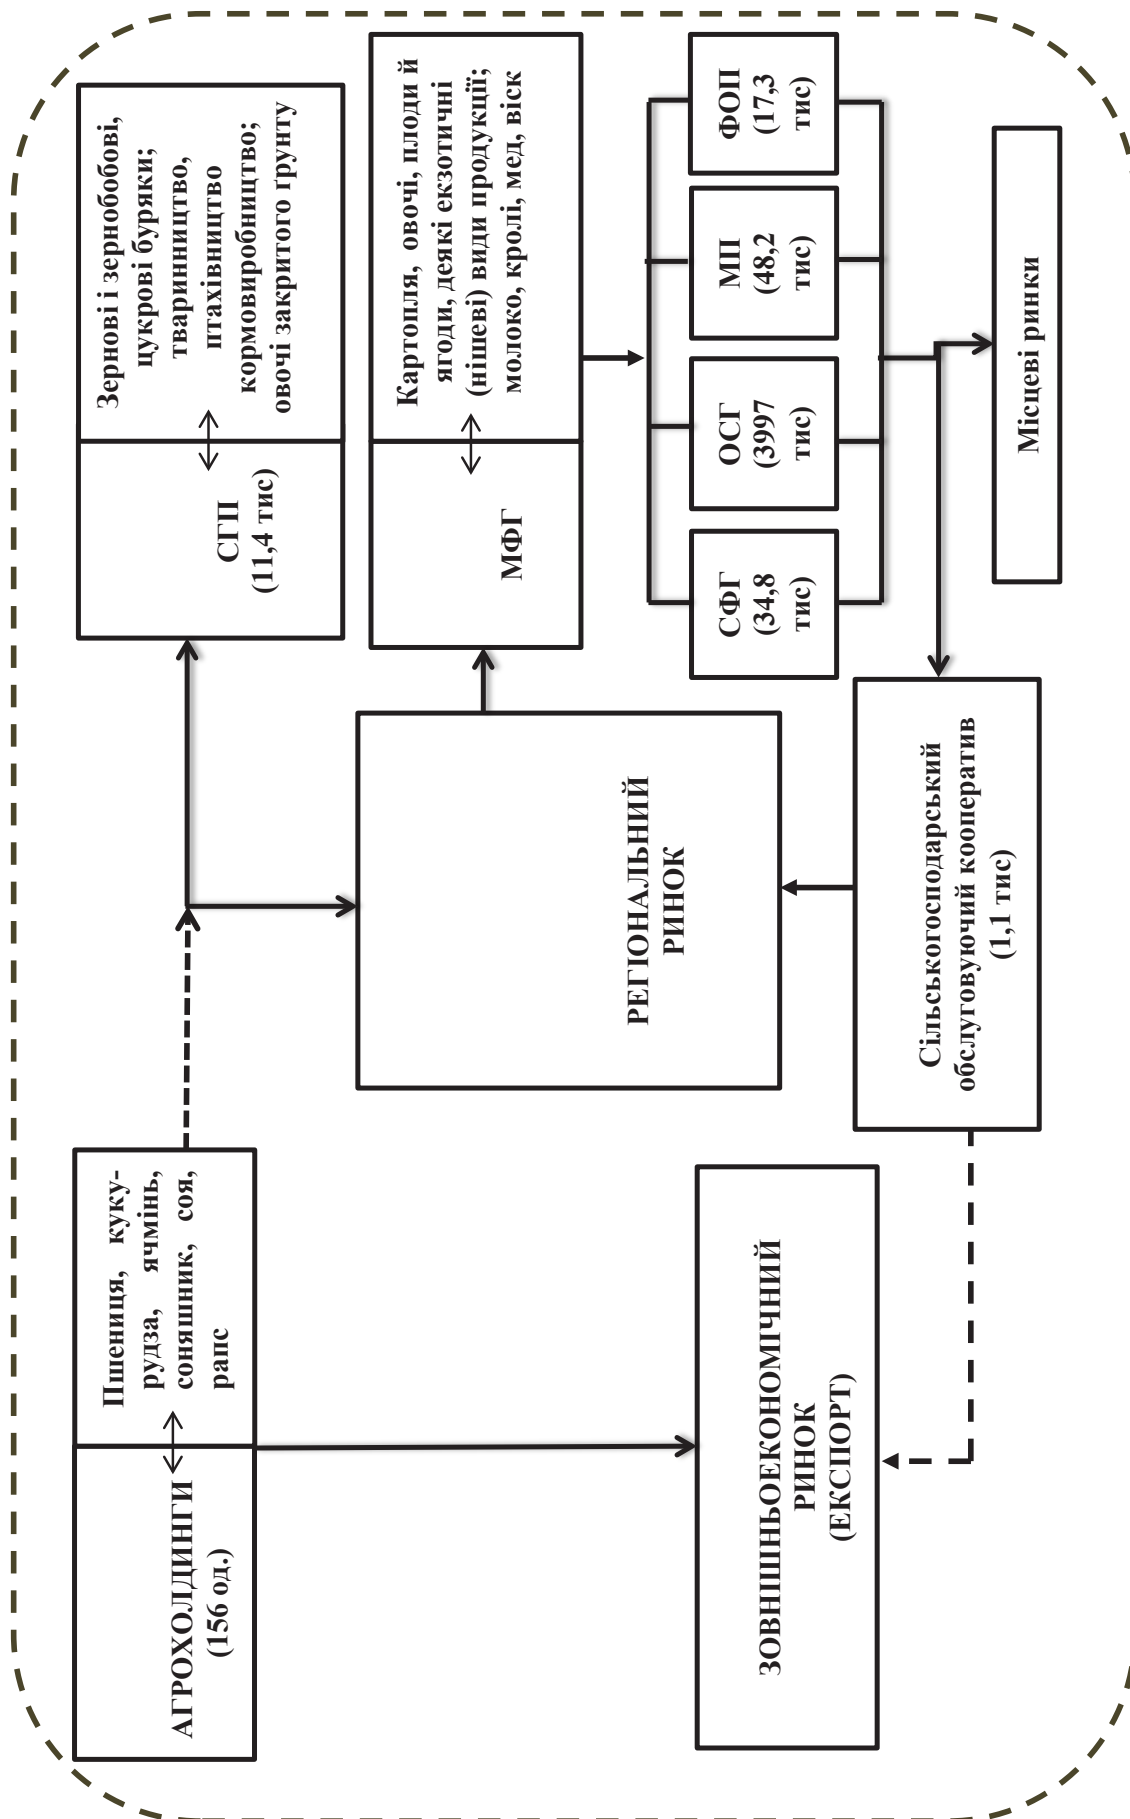 АГРОХОЛДИНГИ
(156 од.)
Пшениця, куку-
рудза, ячмінь,
соняшник, соя,
рапс
СГП
(11,4 тис)
Зернові і зернобобові,
цукрові буряки;
тваринництво,
птахівництво
кормовиробництво;
овочі закритого ґрунту
РЕГІОНАЛЬНИЙ
РИНОК
МФГ
Картопля, овочі, плоди й
ягоди, деякі екзотичні
(нішеві) види продукції;
молоко, кролі, мед, віск
ЗОВНІШНЬОЕКОНОМІЧНИЙ
РИНОК
(ЕКСПОРТ)
СФГ
(34,8
тис)
ОСГ
(3997
тис)
МП
(48,2
тис)
ФОП
(17,3
тис)
Сільськогосподарський
обслуговуючий кооператив
(1,1 тис)
Місцеві ринки